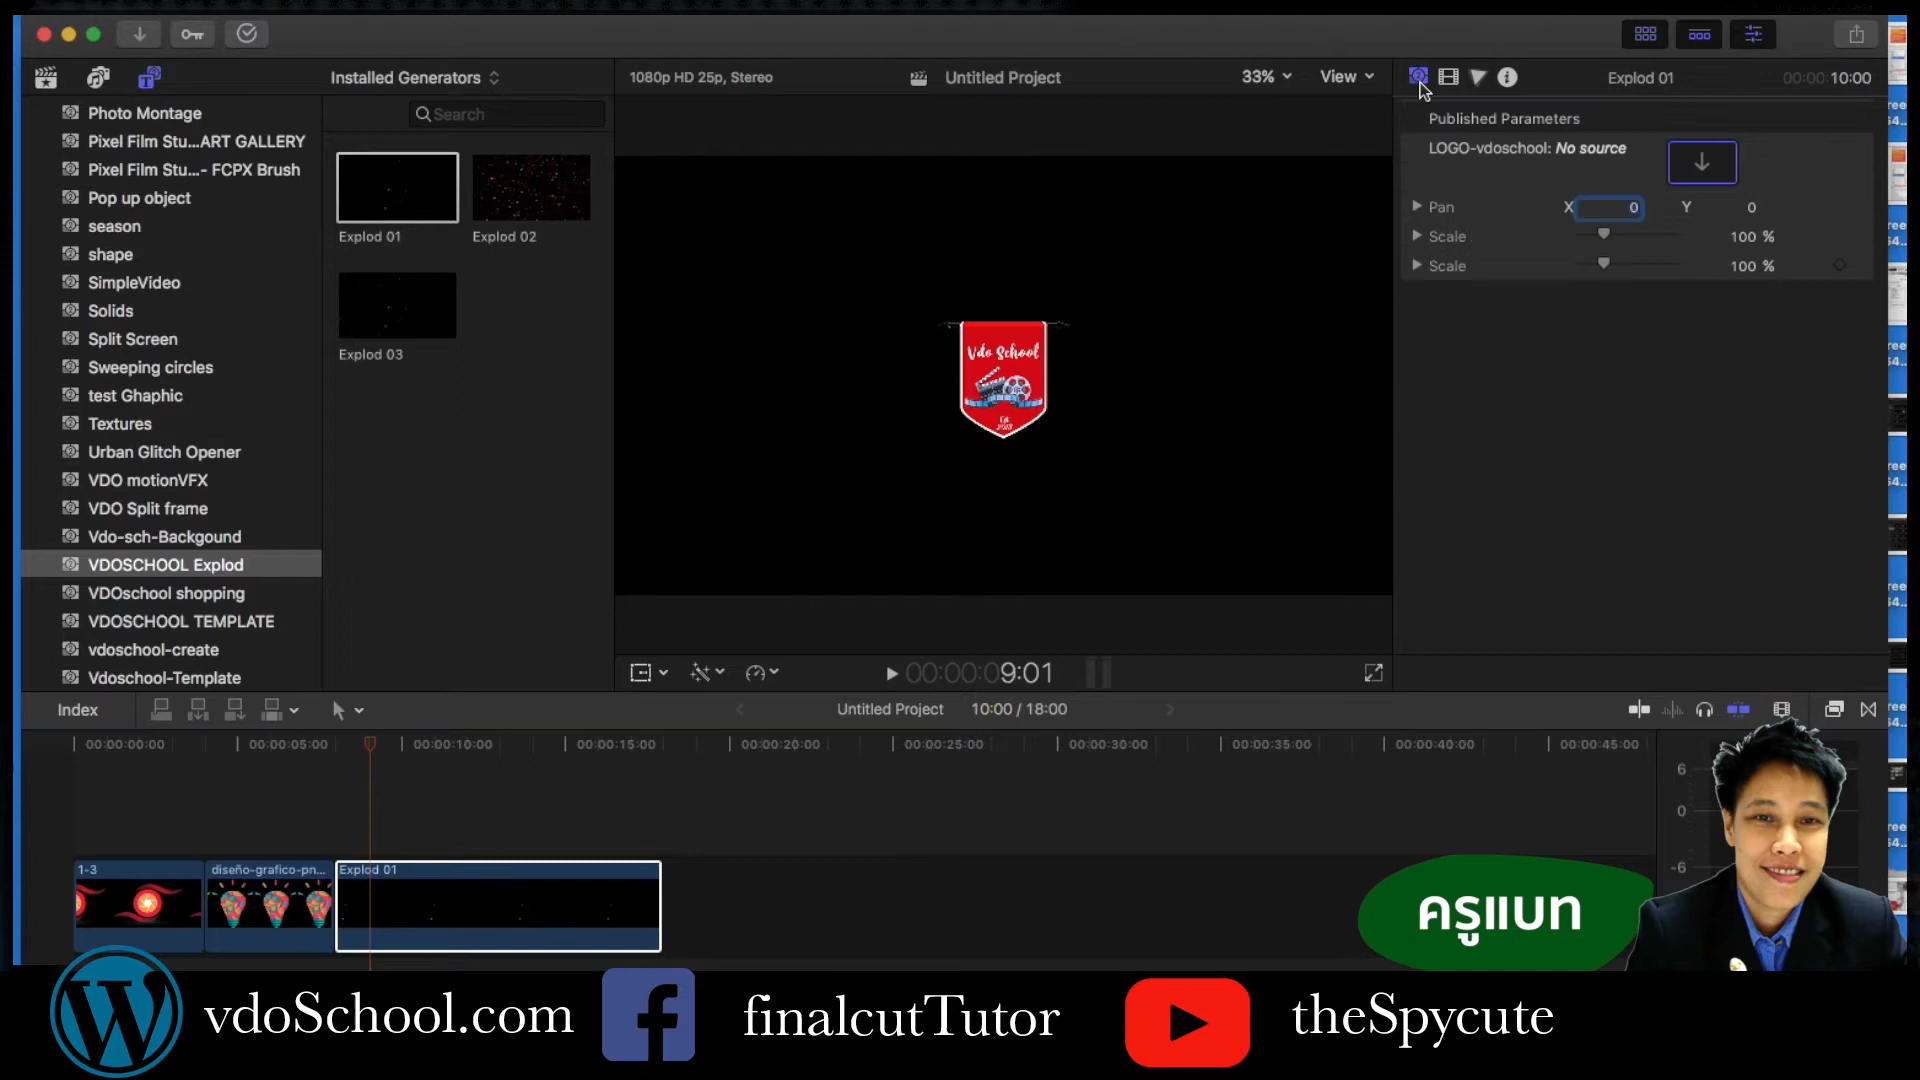 Installed Generators
1080p HD 25p, Stereo
Untitled Project
33%
View
Explod 01
00:00:10:00
Photo Montage
Pixel Film Stu...ART GALLERY
Pixel Film Stu...- FCPX Brush
Pop up object
season
shape
SimpleVideo
Solids
Split Screen
Sweeping circles
test Ghaphic
Textures
Urban Glitch Opener
VDO motionVFX
VDO Split frame
Vdo-sch-Backgound
VDOSCHOOL Explod
VDOschool shopping
VDOSCHOOL TEMPLATE
vdoschool-create
Vdoschool-Template
Search
Explod 01
Explod 02
Explod 03
Vdo School
Published Parameters
LOGO-vdoschool: No source
Pan X 0 Y 0
Scale 100 %
Scale 100 %
00:00:09:01
Index
Untitled Project 10:00 / 18:00
00:00:00:00 00:00:05:00 00:00:10:00 00:00:15:00 00:00:20:00 00:00:25:00 00:00:30:00 00:00:35:00 00:00:40:00 00:00:45:00
6
0
-6
1-3
diseño-grafico-pn...
Explod 01
ครูแบท
vdoSchool.com
finalcutTutor
theSpycute